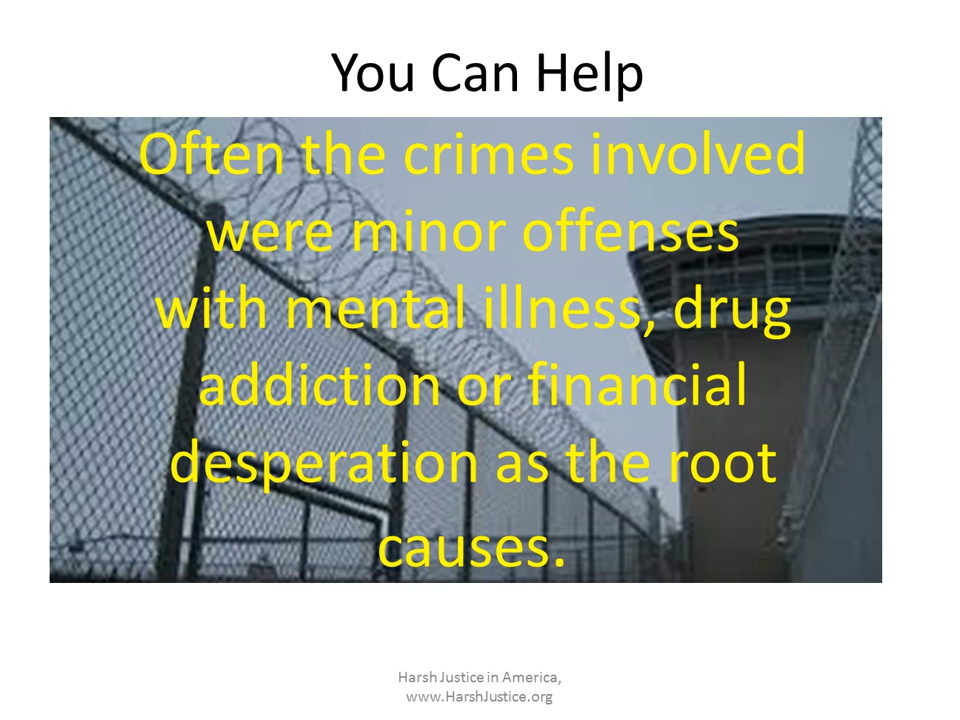 You Can Help
Often the crimes involved
were minor offenses
with mental illness, drug
addiction or financial
desperation as the root
causes.
Harsh Justice in America,
www.HarshJustice.org